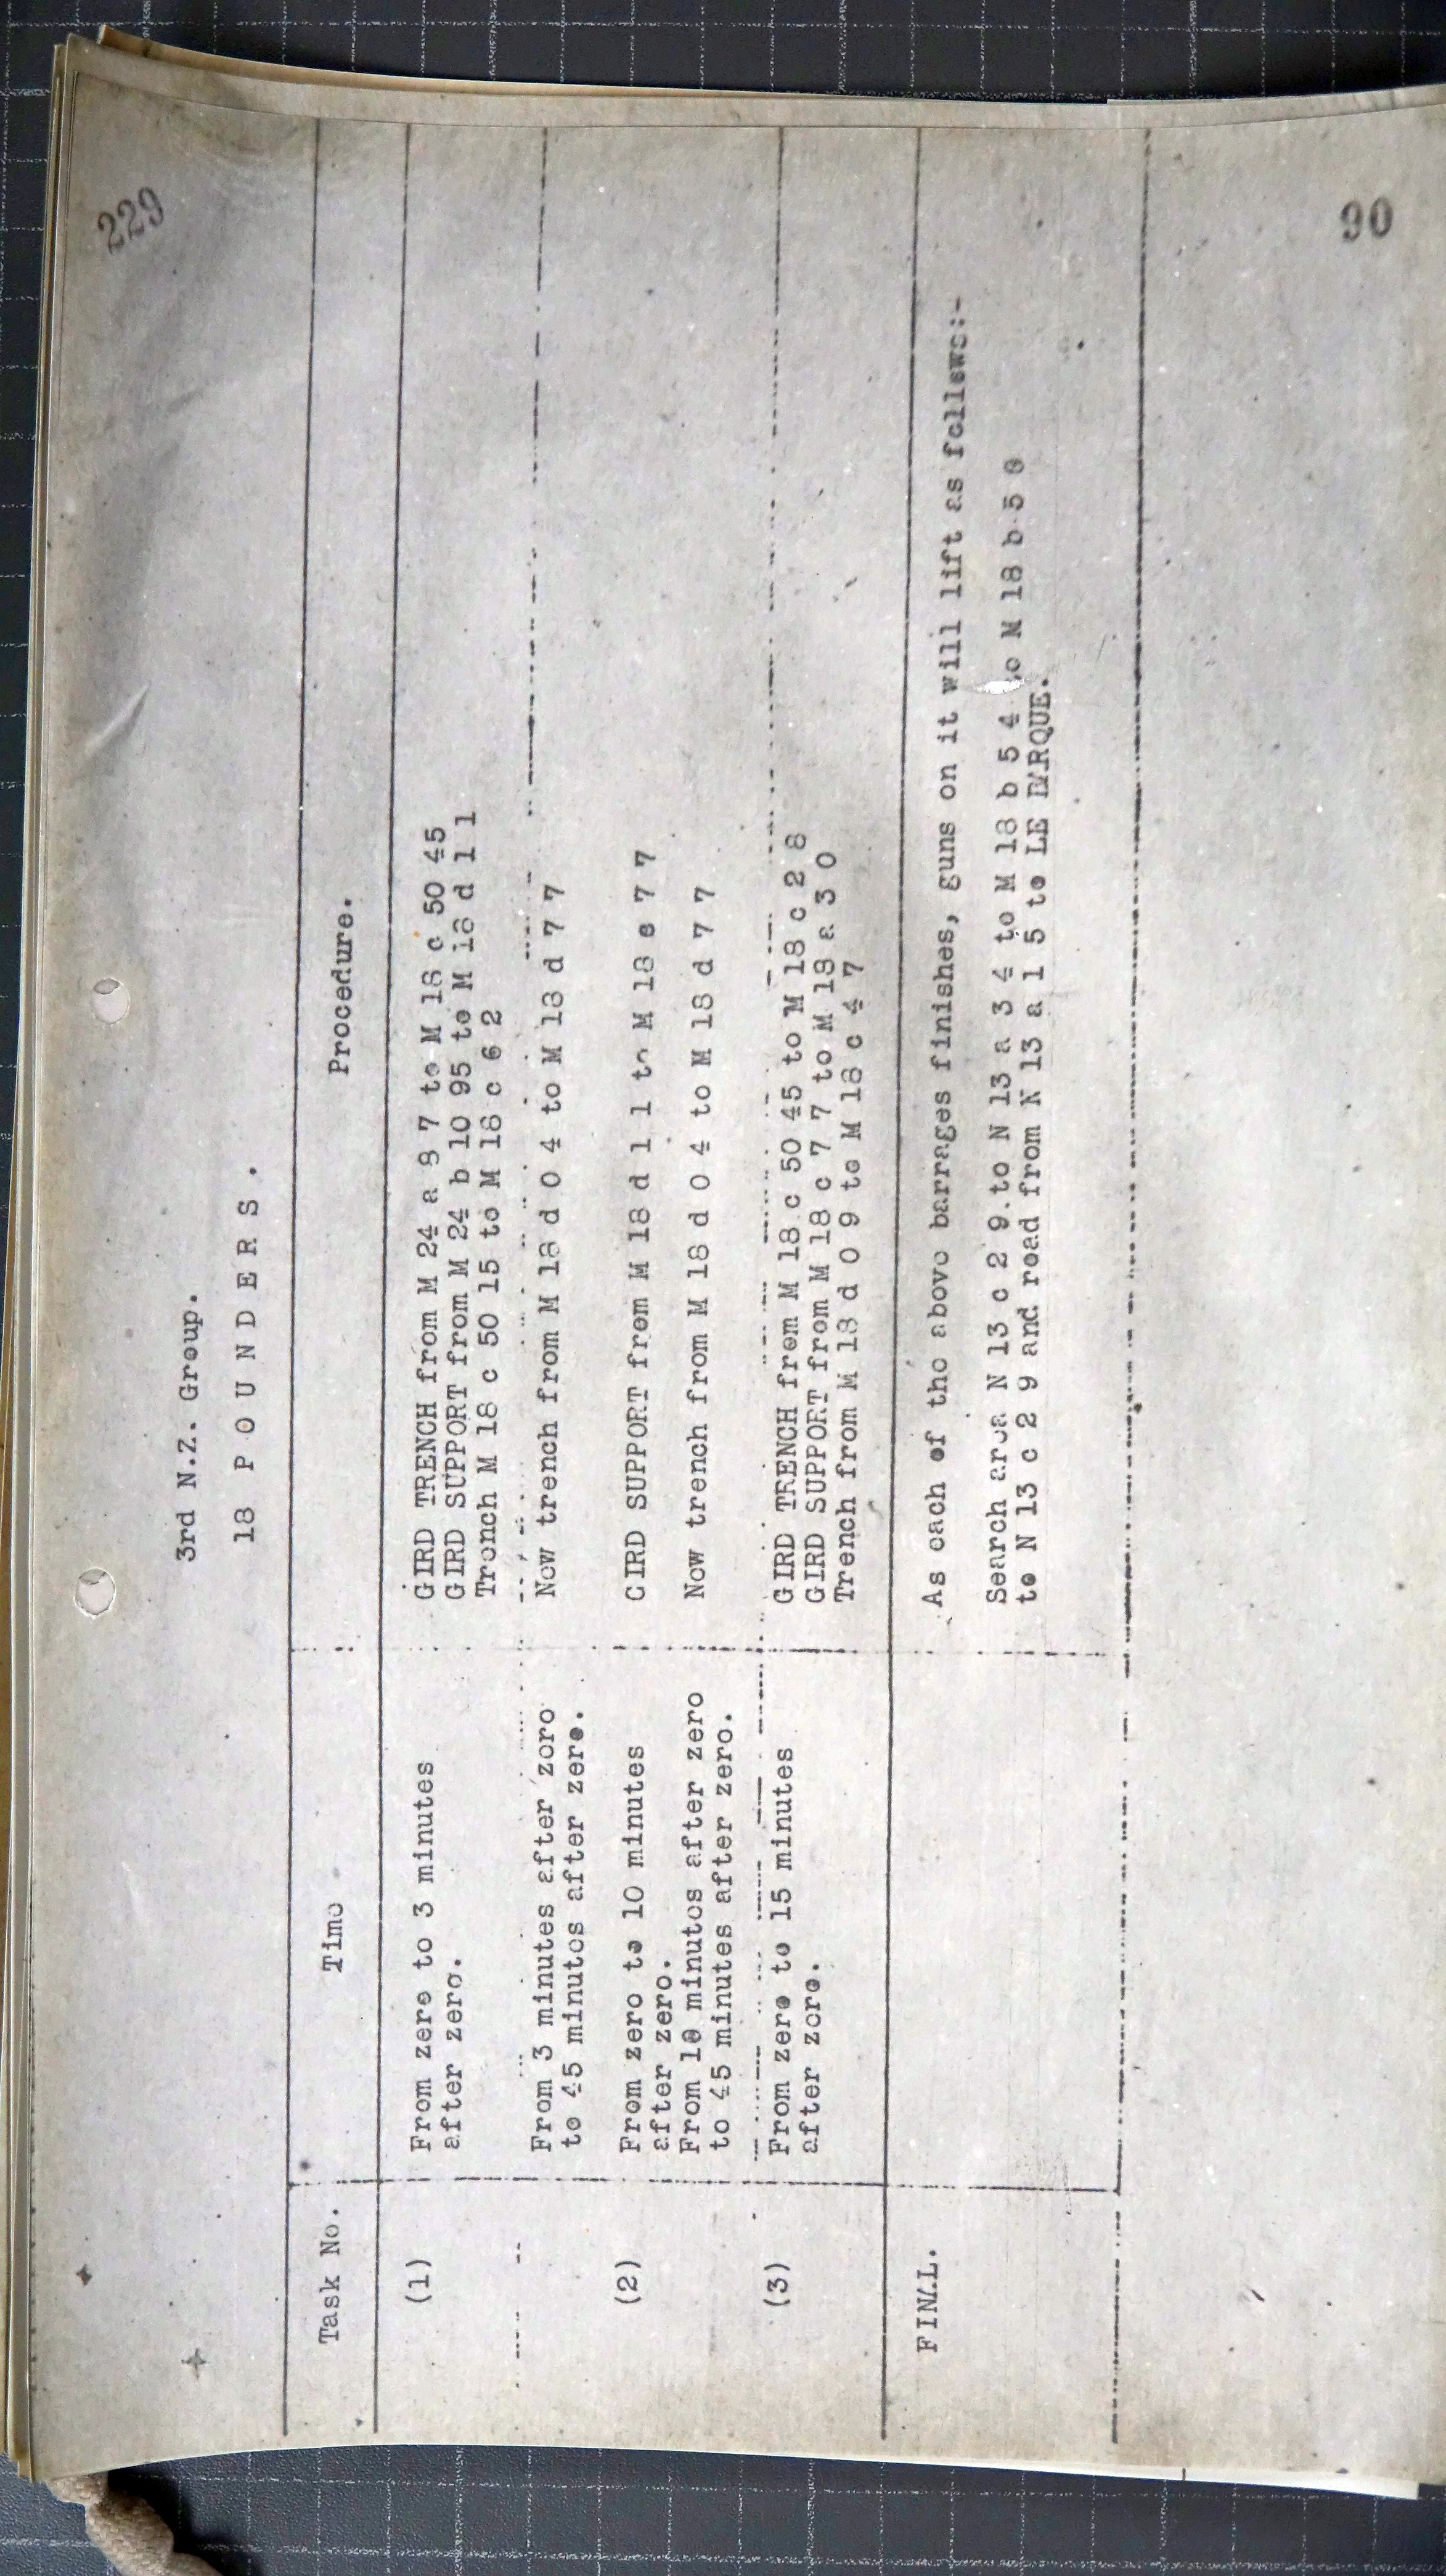 229
3rd N.Z. Group.
18 POUNDERS.
Task No. Time Procedure.
(1) From zero to 3 minutes GIRD TRENCH from M 24 a 8 7 to M 18 c 50 45
after zero. GIRD SUPPORT from M 24 b 10 95 to M 18 d 1 1
Trench M 18 c 50 15 to M 18 c 6 2
From 3 minutes after zero Now trench from M 18 d 0 4 to M 18 d 7 7
to 45 minutes after zero.
(2) From zero to 10 minutes GIRD SUPPORT from M 18 d 1 1 to M 18 c 7 7
after zero.
From 10 minutes after zero Now trench from M 18 d 0 4 to M 18 d 7 7
to 45 minutes after zero.
(3) From zero to 15 minutes GIRD TRENCH from M 18 c 50 45 to M 18 c 2 8
after zero. GIRD SUPPORT from M 18 c 7 7 to M 18 a 3 0
Trench from M 18 d 0 9 to M 18 c 4 7
FINAL. As each of the above barrages finishes, guns on it will lift as follows:-
Search area N 13 c 2 9 to N 13 a 3 4 to M 18 b 5 4 to M 18 b 5 0
to N 13 c 2 9 and road from N 13 a 1 5 to LE BARQUE.
90